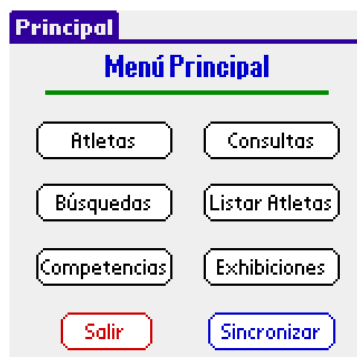 Principal
Menú Principal
Atletas Consultas
Búsquedas Listar Atletas
Competencias Exhibiciones
Salir Sincronizar